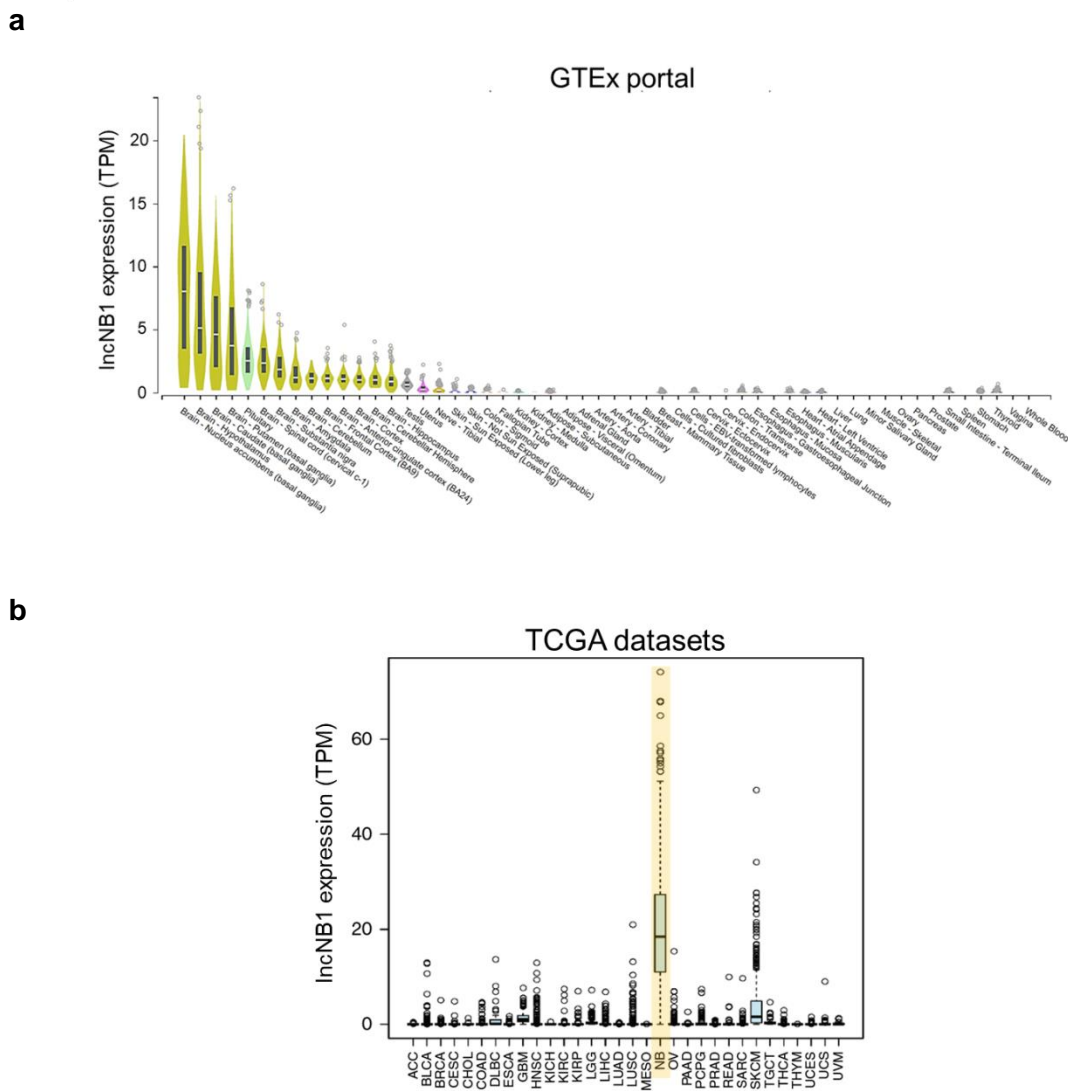 a
GTEx portal
lncNB1 expression (TPM)
20
15
10
5
0
Brain - Nucleus accumbens (basal ganglia)
Brain - Hypothalamus
Brain - Caudate (basal ganglia)
Brain - Putamen (basal ganglia)
Pituitary
Brain - Spinal cord (cervical c-1)
Brain - Substantia nigra
Brain - Amygdala
Brain - Cerebellum
Brain - Frontal Cortex (BA9)
Brain - Cortex
Brain - Anterior cingulate cortex (BA24)
Brain - Cerebellar Hemisphere
Brain - Hippocampus
Testis
Uterus
Nerve - Tibial
Skin - Not Sun Exposed (Suprapubic)
Skin - Sun Exposed (Lower leg)
Colon - Sigmoid
Fallopian Tube
Kidney - Cortex
Kidney - Medulla
Adipose - Subcutaneous
Adipose - Visceral (Omentum)
Adrenal Gland
Artery - Aorta
Artery - Coronary
Artery - Tibial
Bladder
Breast - Mammary Tissue
Cells - Cultured fibroblasts
Cells - EBV-transformed lymphocytes
Cervix - Ectocervix
Cervix - Endocervix
Colon - Transverse
Esophagus - Gastroesophageal Junction
Esophagus - Mucosa
Esophagus - Muscularis
Heart - Atrial Appendage
Heart - Left Ventricle
Liver
Lung
Minor Salivary Gland
Muscle - Skeletal
Ovary
Pancreas
Prostate
Small Intestine - Terminal Ileum
Spleen
Stomach
Thyroid
Vagina
Whole Blood
b
TCGA datasets
lncNB1 expression (TPM)
60
40
20
0
ACC
BLCA
BRCA
CESC
CHOL
COAD
DLBC
ESCA
GBM
HNSC
KICH
KIRC
KIRP
LGG
LIHC
LUAD
LUSC
MESO
NB
OV
PAAD
PCPG
PRAD
READ
SARC
SKCM
TGCT
THCA
THYM
UCES
UCS
UVM